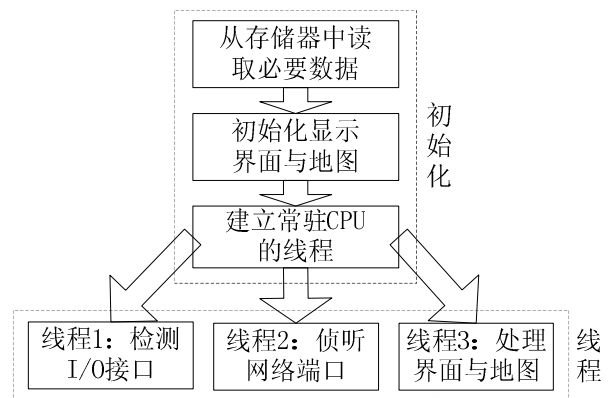 从存储器中读
取必要数据
初始化显示
界面与地图
建立常驻CPU
的线程
初
始
化
线程1：检测
I/O接口
线程2：侦听
网络端口
线程3：处理
界面与地图
线
程